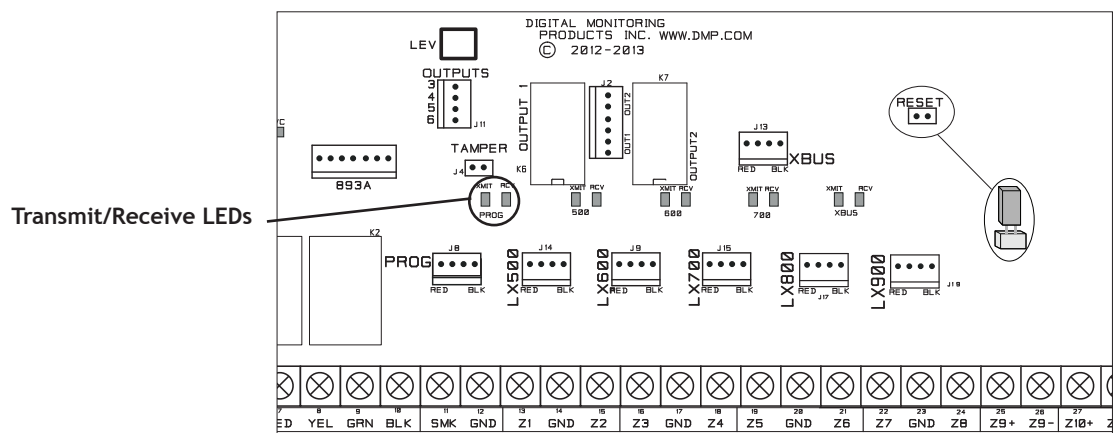 DIGITAL MONITORING
PRODUCTS INC. WWW.DMP.COM
© 2012-2013
LEV
OUTPUTS
3
4
5
6
J11
OUTPUT 1
K6
J2
OUT2
OUT1
K7
OUTPUT2
RESET
J13
XBUS
RED BLK
893A
TAMPER
J4
XMIT RCV
PROG
XMIT RCV
500
XMIT RCV
600
XMIT RCV
700
XMIT RCV
XBUS
Transmit/Receive LEDs
K2
PROG
J8
RED BLK
LX500
J14
RED BLK
LX600
J9
RED BLK
LX700
J15
RED BLK
LX800
RED BLK
J17
LX900
RED BLK
J19
7 8 9 10 11 12 13 14 15 16 17 18 19 20 21 22 23 24 25 26 27
ED YEL GRN BLK SMK GND Z1 GND Z2 Z3 GND Z4 Z5 GND Z6 Z7 GND Z8 Z9+ Z9- Z10+